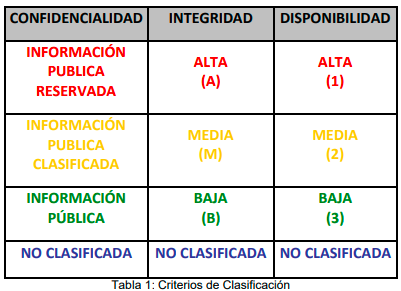 CONFIDENCIALIDAD INTEGRIDAD DISPONIBILIDAD
INFORMACIÓN
PUBLICA
RESERVADA
ALTA
(A)
ALTA
(1)
INFORMACIÓN
PUBLICA
CLASIFICADA
MEDIA
(M)
MEDIA
(2)
INFORMACIÓN
PÚBLICA
BAJA
(B)
BAJA
(3)
NO CLASIFICADA NO CLASIFICADA NO CLASIFICADA
Tabla 1: Criterios de Clasificación